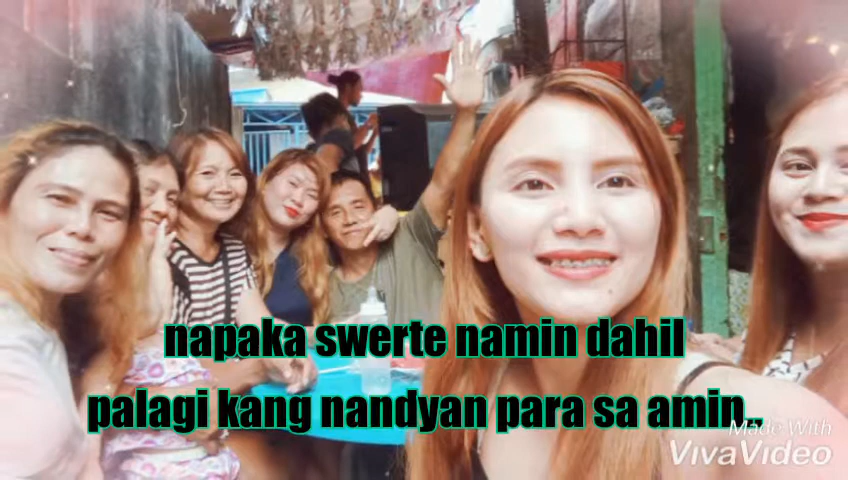 napaka swerte namin dahil
palagi kang nandyan para sa amin..
Made With
VivaVideo